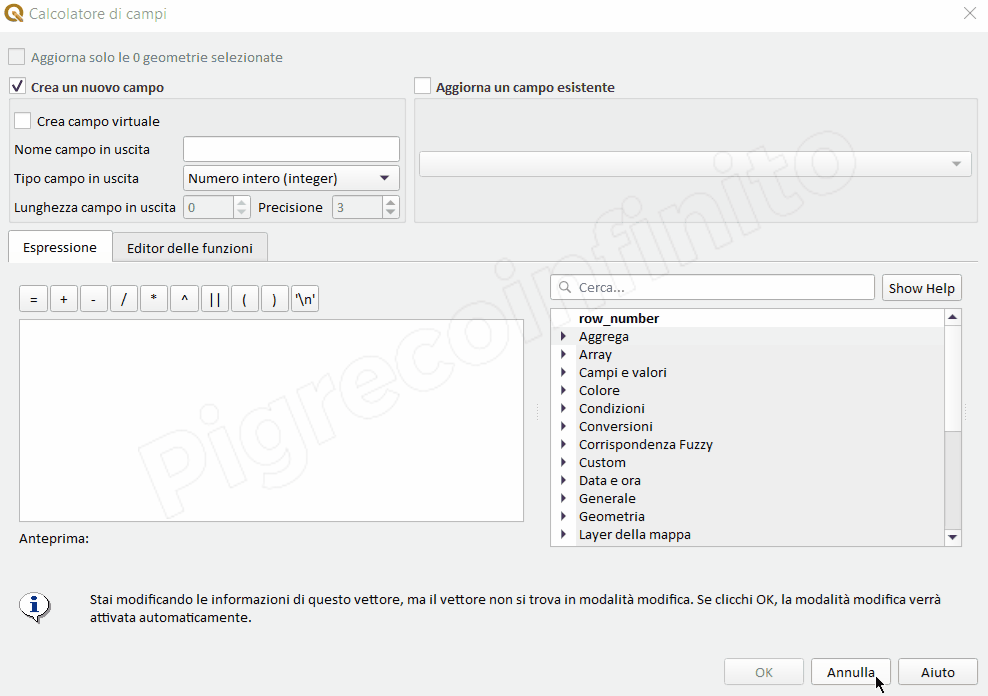 Calcolatore di campi
Aggiorna solo le 0 geometrie selezionate
Crea un nuovo campo
Aggiorna un campo esistente
Crea campo virtuale
Nome campo in uscita
Tipo campo in uscita Numero intero (integer)
Lunghezza campo in uscita 0 Precisione 3
Espressione Editor delle funzioni
= + - / * ^ || ( ) '\n'
Cerca... Show Help
row_number
Aggrega
Array
Campi e valori
Colore
Condizioni
Conversioni
Corrispondenza Fuzzy
Custom
Data e ora
Generale
Geometria
Layer della mappa
Anteprima:
Stai modificando le informazioni di questo vettore, ma il vettore non si trova in modalità modifica. Se clicchi OK, la modalità modifica verrà
attivata automaticamente.
OK Annulla Aiuto
Pigrecoinfinito